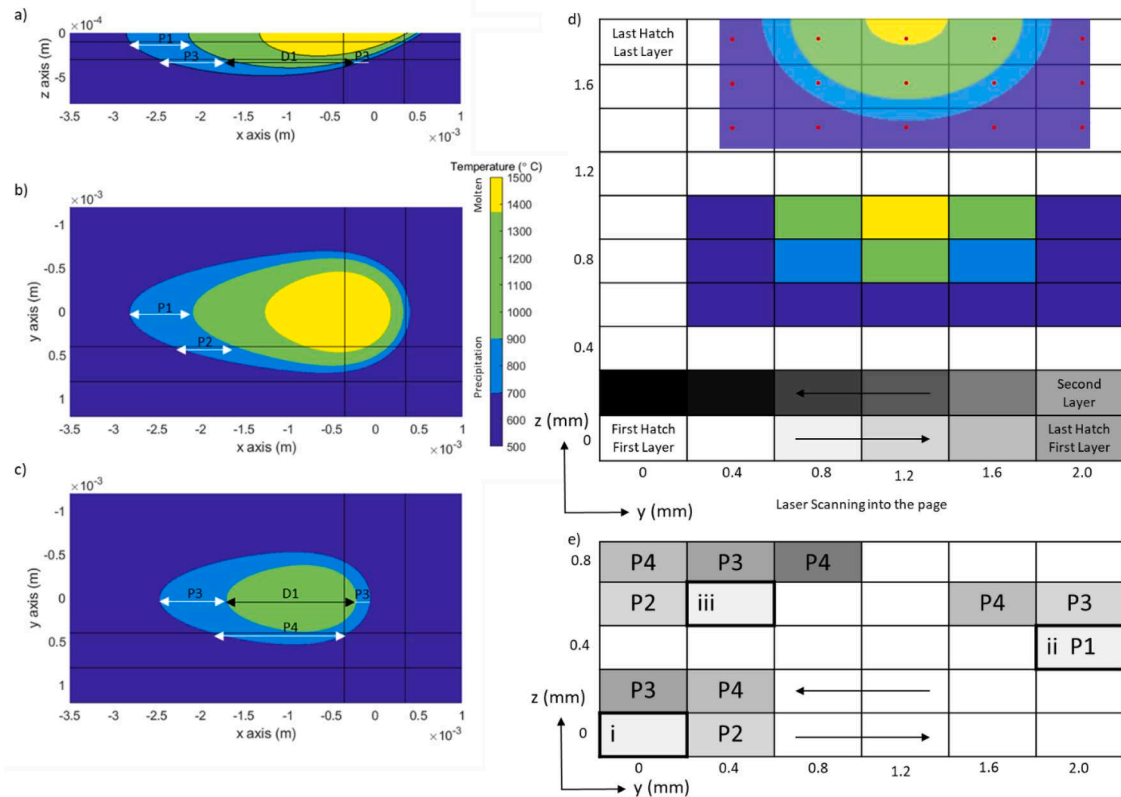 a)
×10⁻⁴
z axis (m)
0
-5
P1
P3
D1
P3
-3.5
-3
-2.5
-2
-1.5
-1
-0.5
0
0.5
1
x axis (m)
×10⁻³
b)
×10⁻³
y axis (m)
-1
-0.5
0
0.5
1
P1
P2
-3.5
-3
-2.5
-2
-1.5
-1
-0.5
0
0.5
1
x axis (m)
×10⁻³
Temperature (° C)
Molten
Precipitation
1500
1400
1300
1200
1100
1000
900
800
700
600
500
c)
×10⁻³
y axis (m)
-1
-0.5
0
0.5
1
P3
D1
P3
P4
-3.5
-3
-2.5
-2
-1.5
-1
-0.5
0
0.5
1
x axis (m)
×10⁻³
d)
Last Hatch
Last Layer
1.6
1.2
0.8
0.4
0
z (mm)
Second
Layer
First Hatch
First Layer
Last Hatch
First Layer
0
0.4
0.8
1.2
1.6
2.0
y (mm)
Laser Scanning into the page
e)
0.8
P4
P3
P4
P2
iii
P4
P3
0.4
ii P1
z (mm)
P3
P4
0
i
P2
0
0.4
0.8
1.2
1.6
2.0
y (mm)